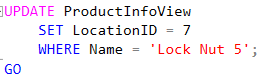 UPDATE ProductInfoView
SET LocationID = 7
WHERE Name = 'Lock Nut 5';
GO